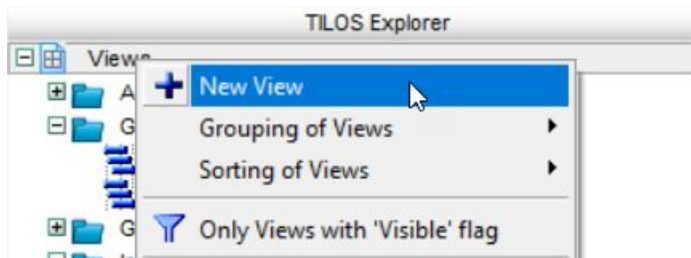 TILOS Explorer
Views
A
New View
G
Grouping of Views
Sorting of Views
G
Only Views with 'Visible' flag